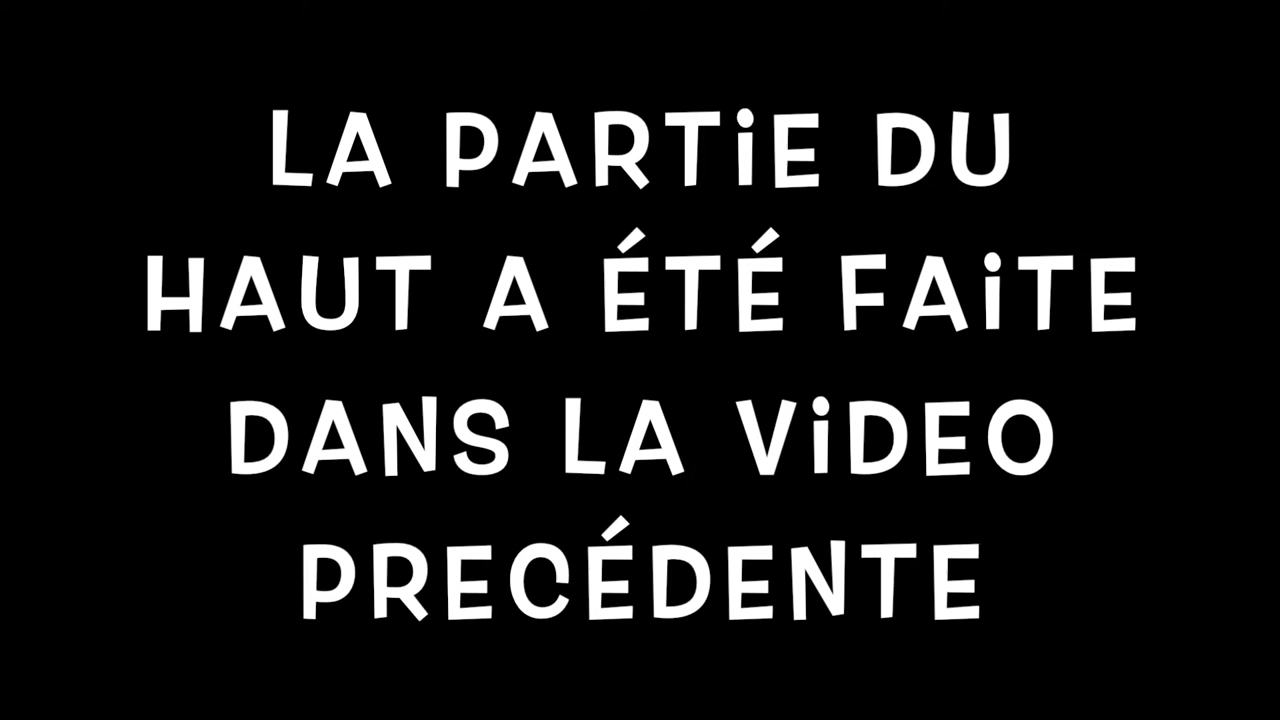 LA PARTiE DU
HAUT A ÉTÉ FAiTE
DANS LA ViDEO
PRECÉDENTE